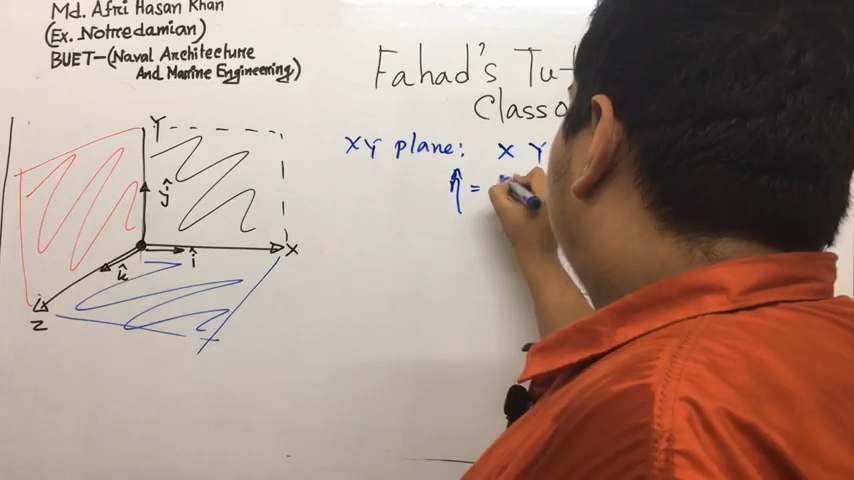 Md. Afri Hasan Khan
(Ex. Notredamian)
BUET-(Naval Architecture
And Marine Engineering)
Fahad's Tu
Class
XY plane: X Y
η̂ =
Y
ĵ
X
î
k̂
Z